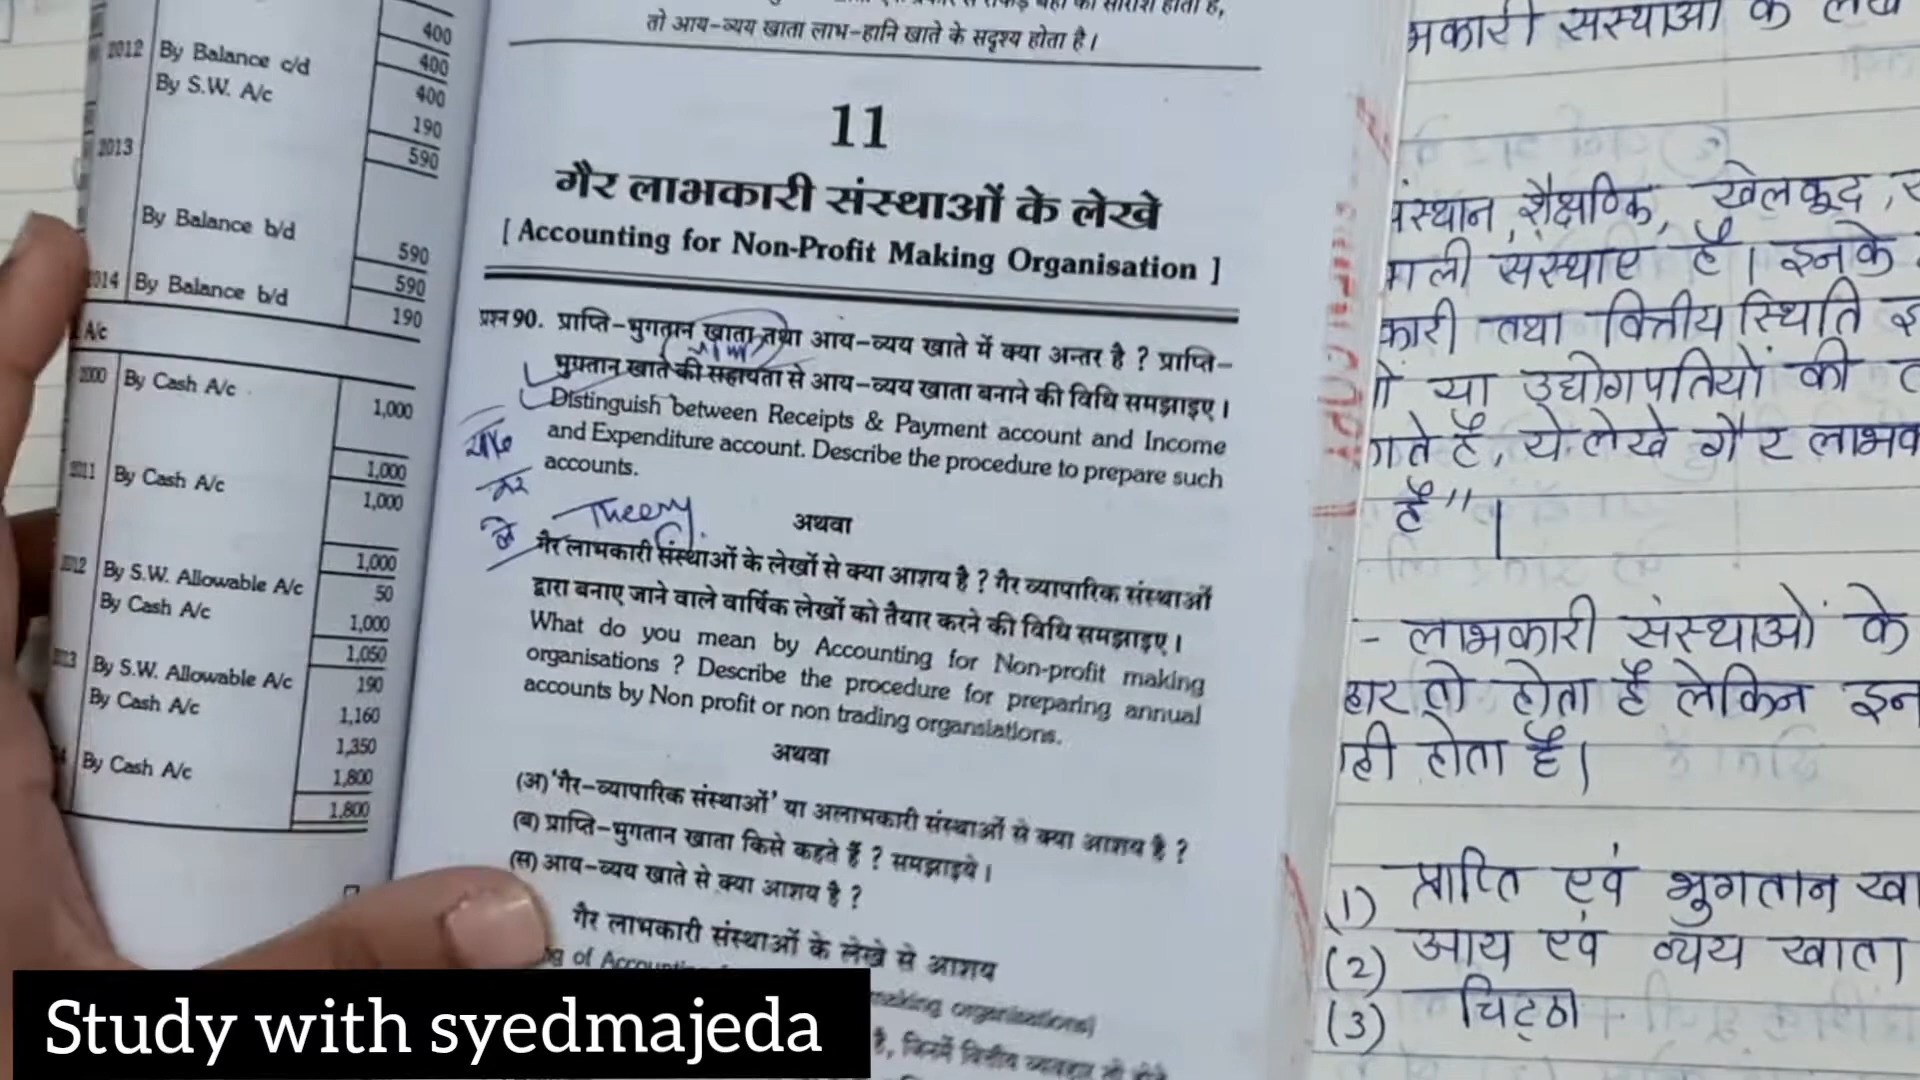 400
2012 By Balance c/d 400
By S.W. A/c 400
190
2013 590
By Balance b/d
590
590
2014 By Balance b/d 190
A/c
2000 By Cash A/c 1,000
1,000
2011 By Cash A/c 1,000
1,000
2012 By S.W. Allowable A/c 50
By Cash A/c 1,000
1,050
By S.W. Allowable A/c 190
By Cash A/c 1,160
1,350
By Cash A/c 1,800
1,800
तो आय-व्यय खाता लाभ-हानि खाते के सदृश्य होता है।
11
गैर लाभकारी संस्थाओं के लेखे
[ Accounting for Non-Profit Making Organisation ]
प्रश्न 90. प्राप्ति-भुगतान खाता तथा आय-व्यय खाते में क्या अन्तर है ? प्राप्ति-
भुगतान खाते की सहायता से आय-व्यय खाता बनाने की विधि समझाइए।
Distinguish between Receipts & Payment account and Income
and Expenditure account. Describe the procedure to prepare such
accounts.
Theory
अथवा
गैर लाभकारी संस्थाओं के लेखों से क्या आशय है ? गैर व्यापारिक संस्थाओं
द्वारा बनाए जाने वाले वार्षिक लेखों को तैयार करने की विधि समझाइए।
What do you mean by Accounting for Non-profit making
organisations ? Describe the procedure for preparing annual
accounts by Non profit or non trading organsiations.
अथवा
(अ) 'गैर-व्यापारिक संस्थाओं' या अलाभकारी संस्थाओं से क्या आशय है ?
(ब) प्राप्ति-भुगतान खाता किसे कहते हैं ? समझाइये।
(स) आय-व्यय खाते से क्या आशय है ?
गैर लाभकारी संस्थाओं के लेखे से आशय
of
making organisations)
है, जिनमें वित्तीय व्यवहार तो होते
संस्थाओं के
शैक्षणिक, खेलकूद,
संस्थाएं है। इनके
तथा वित्तीय स्थिति
या उद्योगपतियों की
है, ये लेखे गैर
है"।
- लाभकारी संस्थाओं के
तो होता है लेकिन इन
होता है।
(1) प्राप्ति एवं भुगतान
(2) आय एवं व्यय खाता
(3) चिट्ठा
Study with syedmajeda